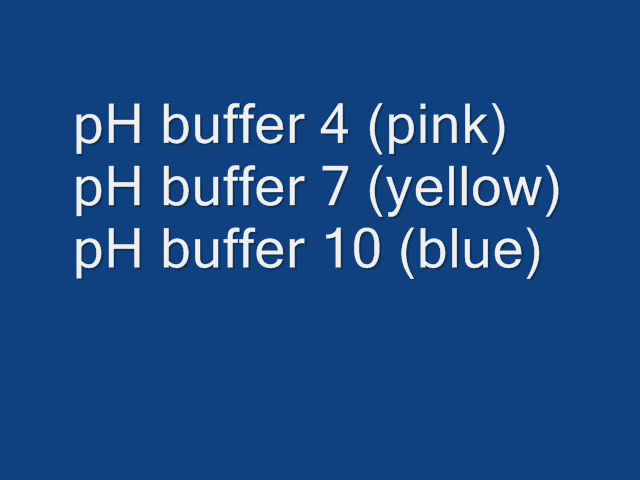 pH buffer 4 (pink)
pH buffer 7 (yellow)
pH buffer 10 (blue)